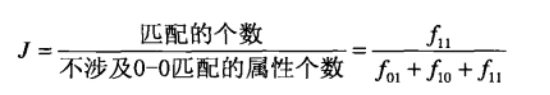 J = 匹配的个数 / 不涉及0-0匹配的属性个数 = f₁₁ / (f₀₁ + f₁₀ + f₁₁)